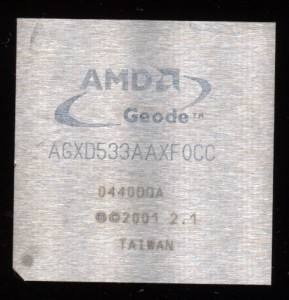 AMD
Geode™
AGXD533AAXF0CC
0440DQA
ⓜ©2001 2.1
TAIWAN